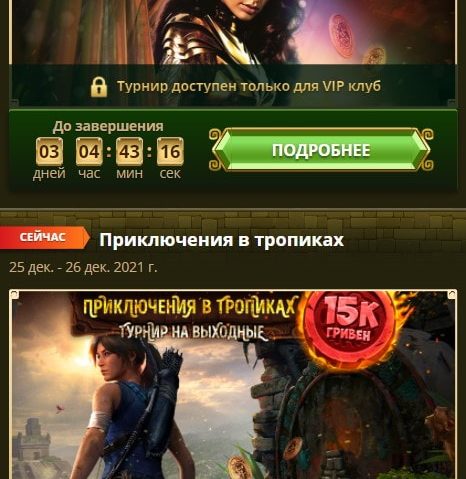 Турнир доступен только для VIP клуб
До завершения
03 04 : 43 : 16
дней час мин сек
ПОДРОБНЕЕ
СЕЙЧАС
Приключения в тропиках
25 дек. - 26 дек. 2021 г.
ПРИКЛЮЧЕНИЯ В ТРОПИКАХ
ТУРНИР НА ВЫХОДНЫЕ
15К
ГРИВЕН